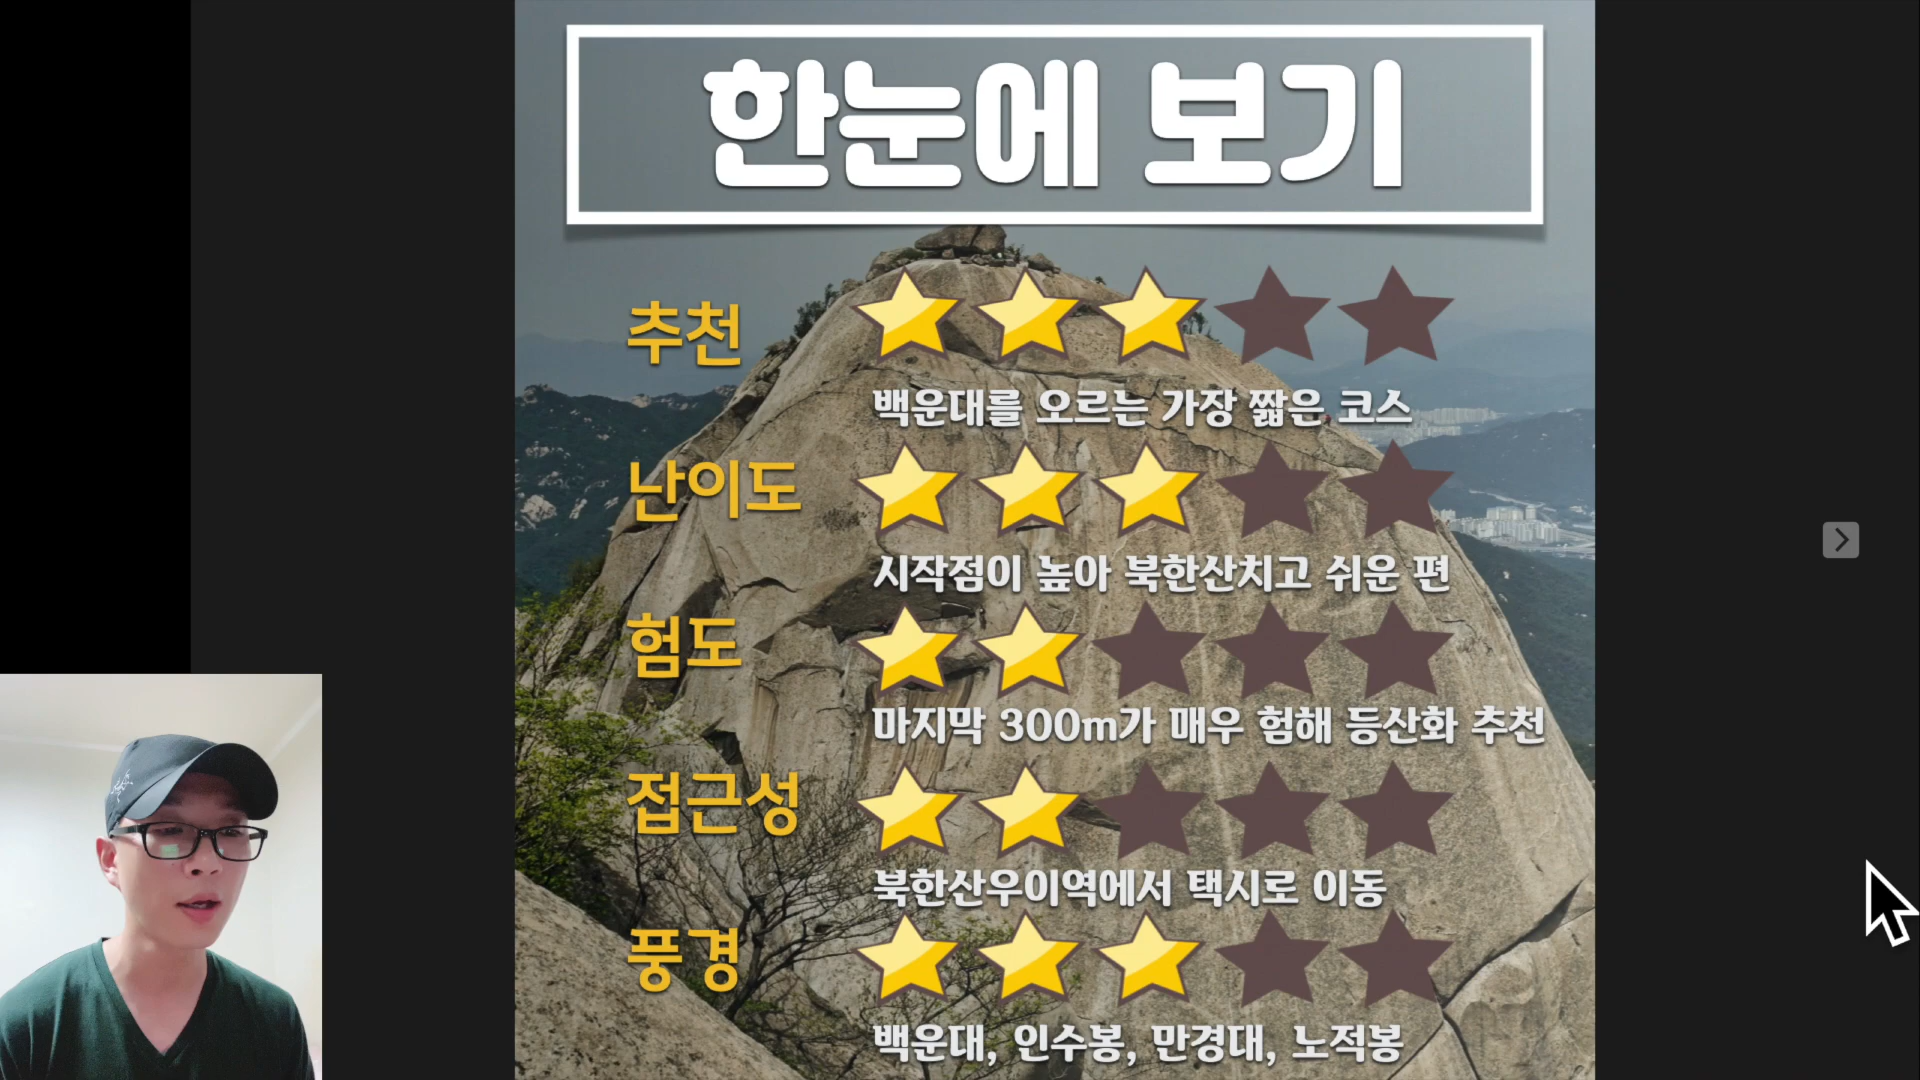 한눈에 보기
추천
백운대를 오르는 가장 짧은 코스
난이도
시작점이 높아 북한산치고 쉬운 편
험도
마지막 300m가 매우 험해 등산화 추천
접근성
북한산우이역에서 택시로 이동
풍경
백운대, 인수봉, 만경대, 노적봉